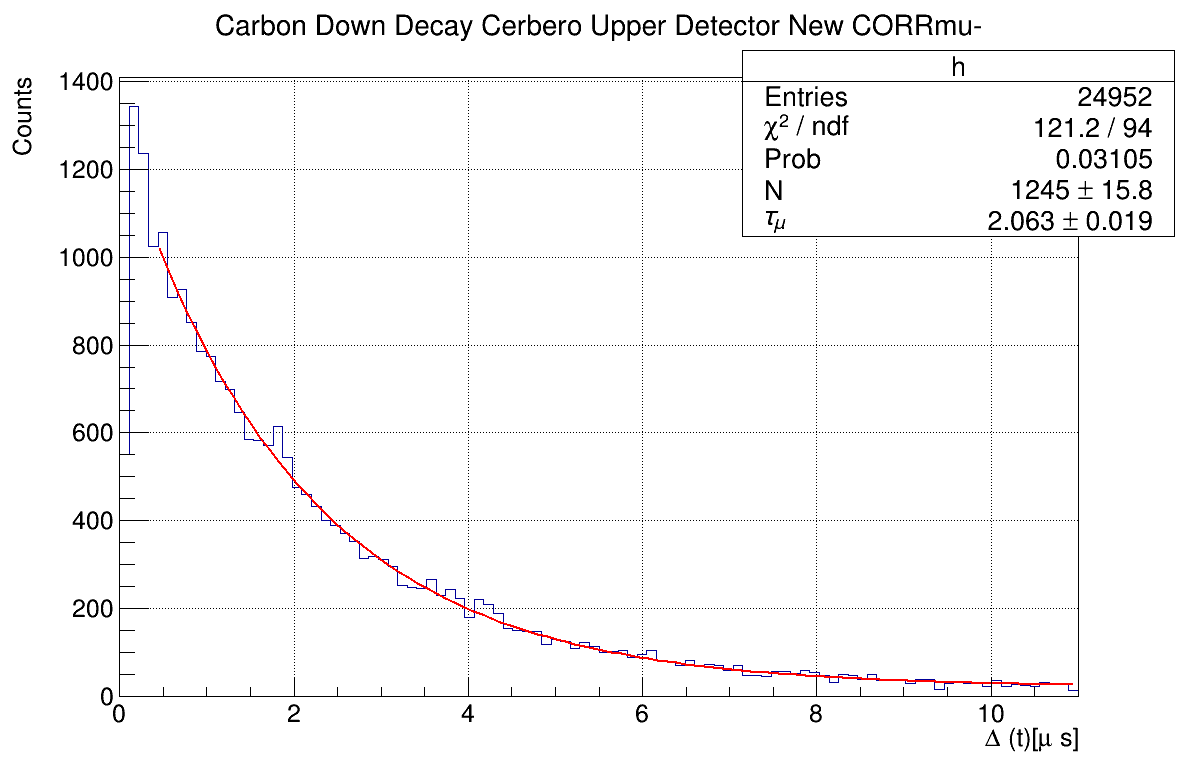 Carbon Down Decay Cerbero Upper Detector New CORRmu-
h
Entries 24952
χ² / ndf 121.2 / 94
Prob 0.03105
N 1245 ± 15.8
τμ 2.063 ± 0.019
Counts
1400
1200
1000
800
600
400
200
0
0 2 4 6 8 10
Δ (t)[μ s]